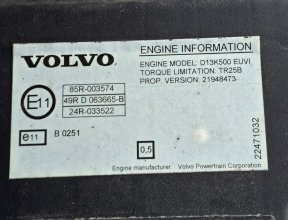 VOLVO
ENGINE INFORMATION
ENGINE MODEL: D13K500 EUVI
TORQUE LIMITATION: TR25B
PROP. VERSION: 21948473
E11
85R-003574
49R D 063665-B
24R-033522
e11
B 0251
0,5
22471032
Engine manufacturer: Volvo Powertrain Corporation